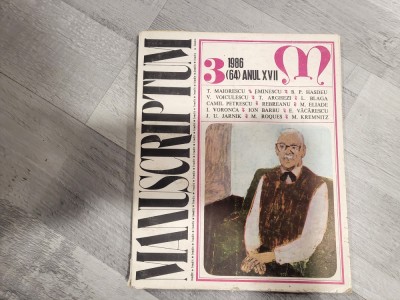 MANUSCRIPTUM
3 1986
(64) ANUL XVII
M
T. MAIORESCU EMINESCU B. P. HASDEU
V. VOICULESCU T. ARGHEZI L. BLAGA
CAMIL PETRESCU REBREANU M. ELIADE
I. VORONCA ION BARBU E. VĂCĂRESCU
J. U. JARNIK M. ROQUES M. KREMNITZ